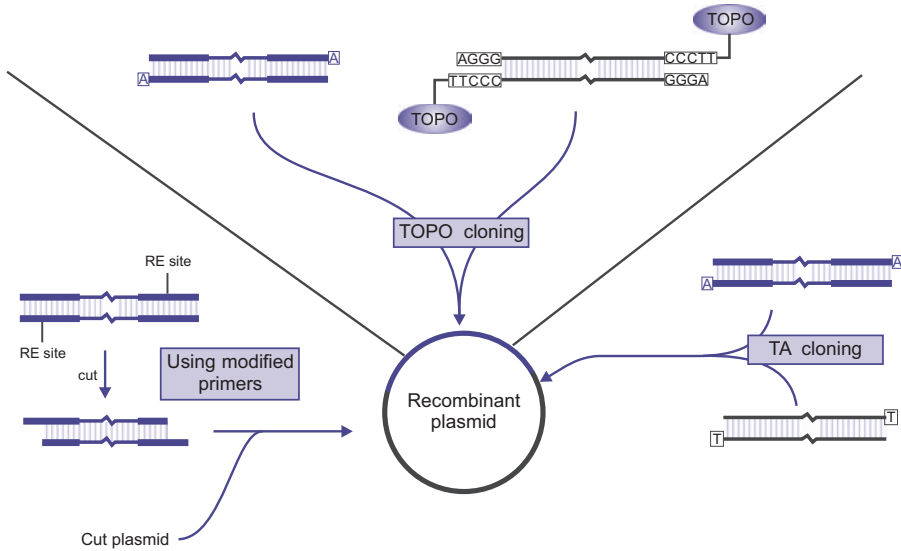 TOPO
A
AGGG
CCCTT
A
TTCCC
GGGA
TOPO
TOPO cloning
RE site
A
A
RE site
cut
Using modified
primers
TA cloning
Recombinant
plasmid
T
T
Cut plasmid